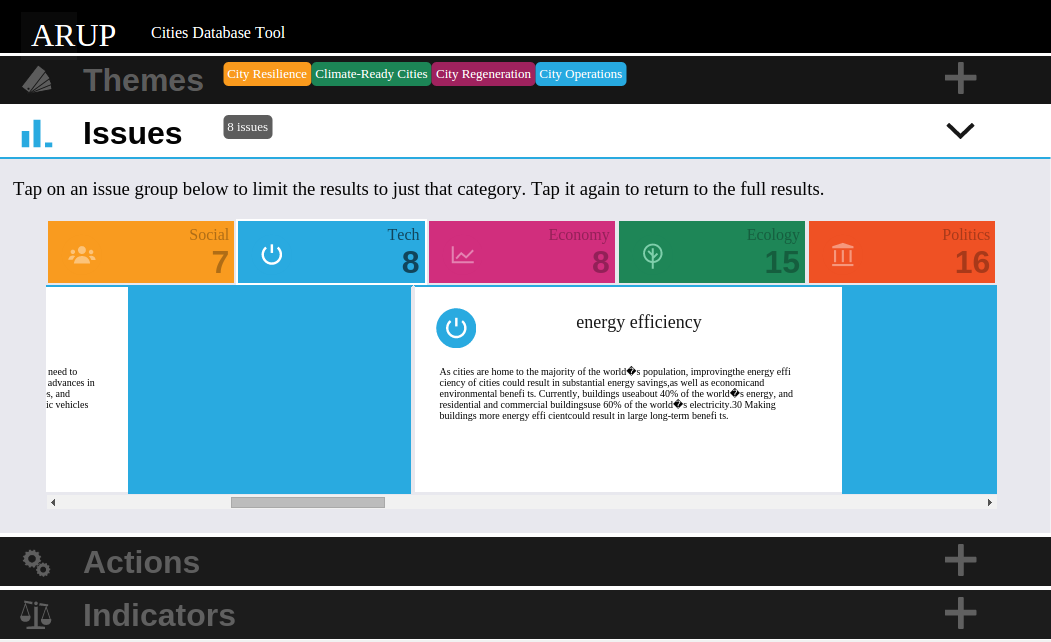 ARUP
Cities Database Tool
Themes
City Resilience
Climate-Ready Cities
City Regeneration
City Operations
Issues
8 issues
Tap on an issue group below to limit the results to just that category. Tap it again to return to the full results.
Social
7
Tech
8
Economy
8
Ecology
15
Politics
16
need to
advances in
s, and
ic vehicles
energy efficiency
As cities are home to the majority of the world�s population, improvingthe energy effi
ciency of cities could result in substantial energy savings,as well as economicand
environmental benefi ts. Currently, buildings useabout 40% of the world�s energy, and
residential and commercial buildingsuse 60% of the world�s electricity.30 Making
buildings more energy effi cientcould result in large long-term benefi ts.
Actions
Indicators